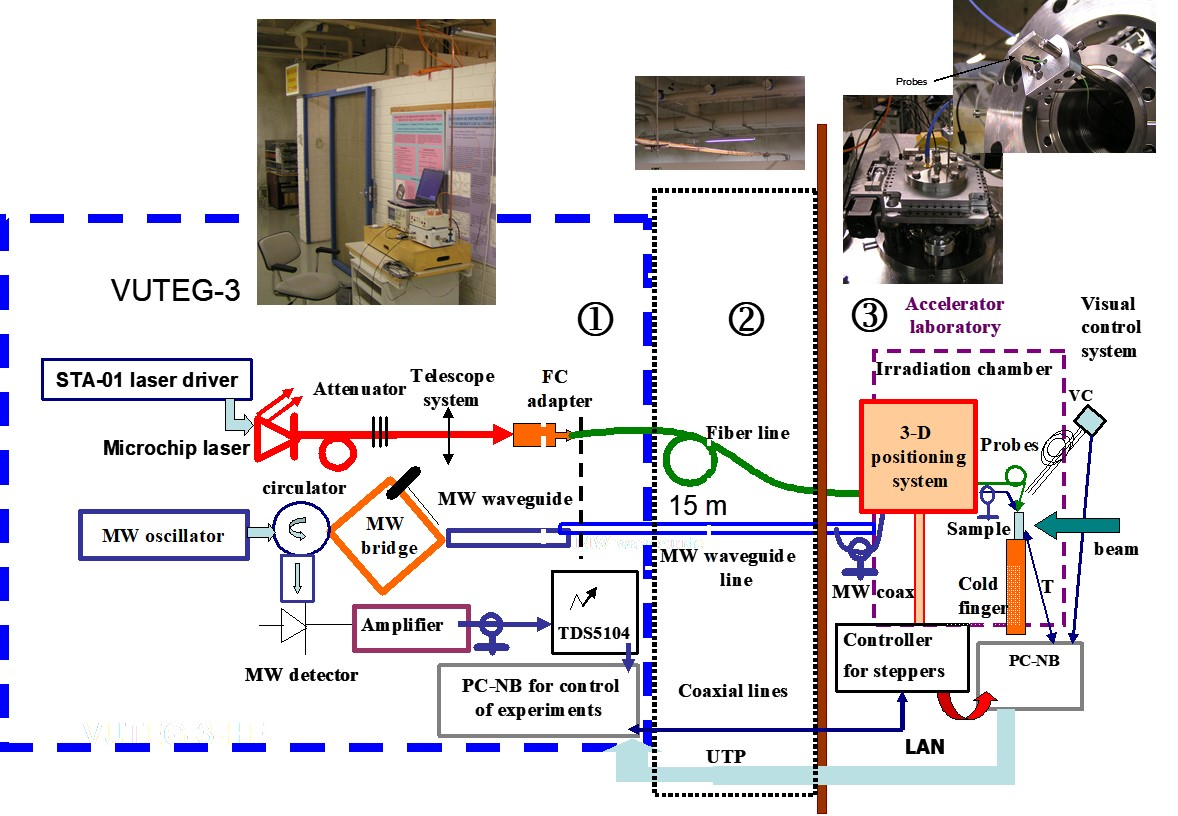 Probes
VUTEG-3
①
②
③
Accelerator
laboratory
Visual
control
system
Irradiation chamber
VC
STA-01 laser driver
Attenuator
Telescope
system
FC
adapter
Microchip laser
Fiber line
3-D
positioning
system
Probes
15 m
circulator
MW waveguide
MW oscillator
MW
bridge
MW waveguide
line
Sample
beam
MW coax
Cold
finger
T
Amplifier
TDS5104
MW detector
Controller
for steppers
PC-NB
PC-NB for control
of experiments
Coaxial lines
LAN
UTP